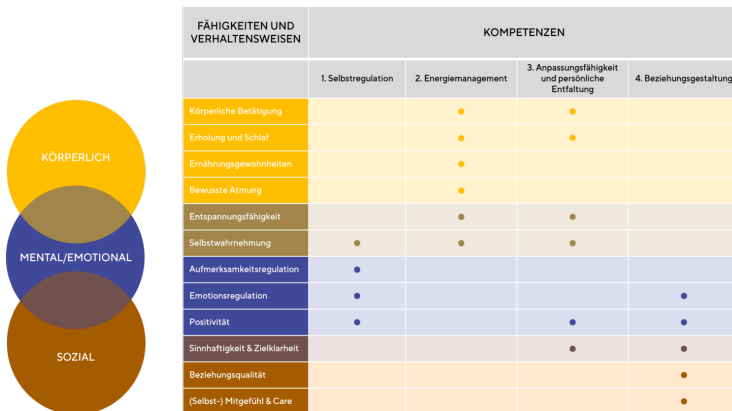 FÄHIGKEITEN UND
VERHALTENSWEISEN
KOMPETENZEN
1. Selbstregulation
2. Energiemanagement
3. Anpassungsfähigkeit
und persönliche
Entfaltung
4. Beziehungsgestaltung
KÖRPERLICH
MENTAL/EMOTIONAL
SOZIAL
Körperliche Betätigung
Erholung und Schlaf
Ernährungsgewohnheiten
Bewusste Atmung
Entspannungsfähigkeit
Selbstwahrnehmung
Aufmerksamkeitsregulation
Emotionsregulation
Positivität
Sinnhaftigkeit & Zielklarheit
Beziehungsqualität
(Selbst-) Mitgefühl & Care